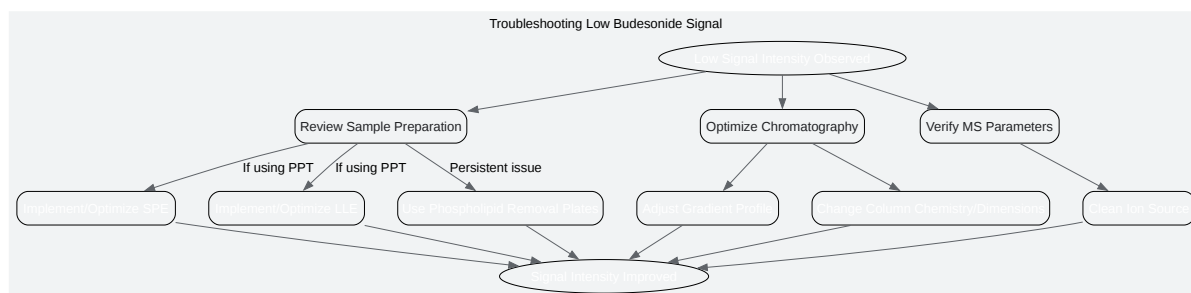 Troubleshooting Low Budesonide Signal
Low Signal Intensity Observed
Review Sample Preparation
Optimize Chromatography
Verify MS Parameters
If using PPT
If using PPT
Persistent issue
Implement/Optimize SPE
Implement/Optimize LLE
Use Phospholipid Removal Plates
Adjust Gradient Profile
Change Column Chemistry/Dimensions
Clean Ion Source
Signal Intensity Improved